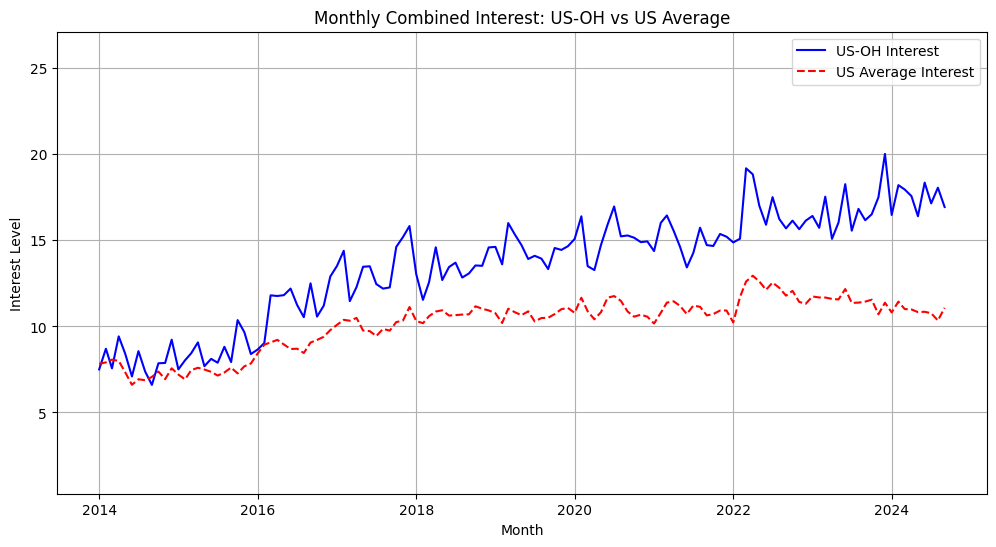 Monthly Combined Interest: US-OH vs US Average
US-OH Interest
US Average Interest
Interest Level
25
20
15
10
5
2014 2016 2018 2020 2022 2024
Month